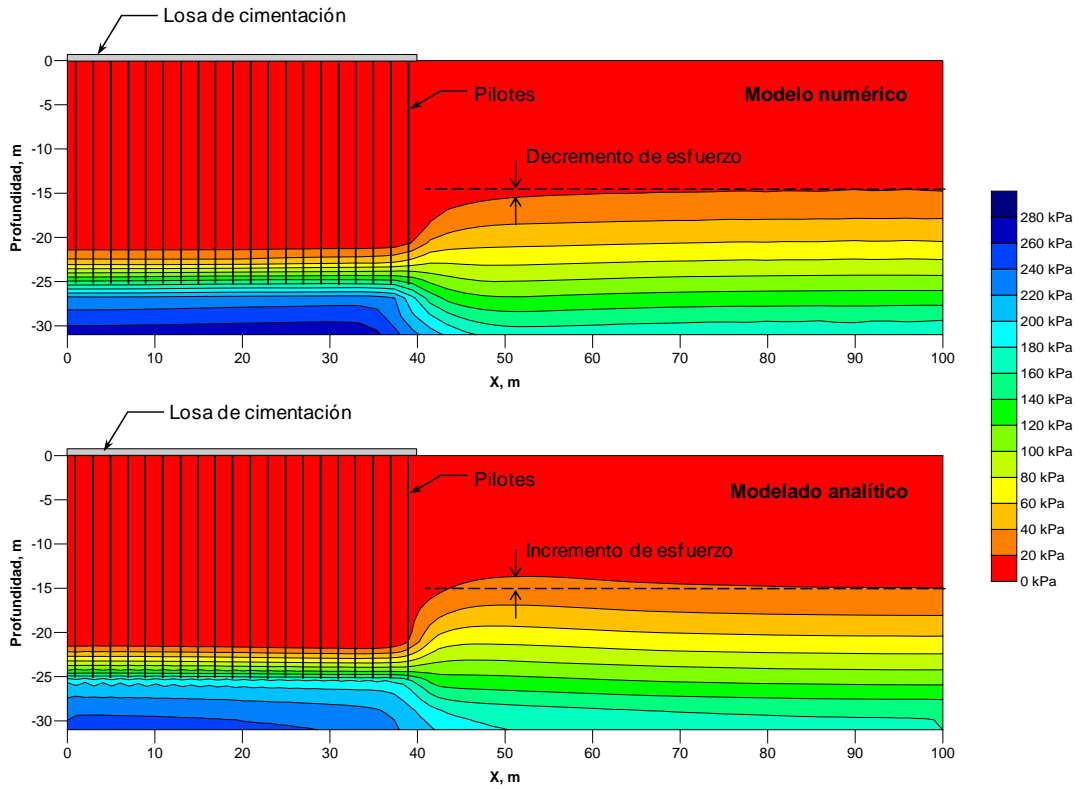 Losa de cimentación
0
-5
-10
-15
-20
-25
-30
Profundidad, m
Pilotes
Modelo numérico
Decremento de esfuerzo
0 10 20 30 40 50 60 70 80 90 100
X, m
Losa de cimentación
0
-5
-10
-15
-20
-25
-30
Profundidad, m
Pilotes
Modelado analítico
Incremento de esfuerzo
0 10 20 30 40 50 60 70 80 90 100
X, m
280 kPa
260 kPa
240 kPa
220 kPa
200 kPa
180 kPa
160 kPa
140 kPa
120 kPa
100 kPa
80 kPa
60 kPa
40 kPa
20 kPa
0 kPa